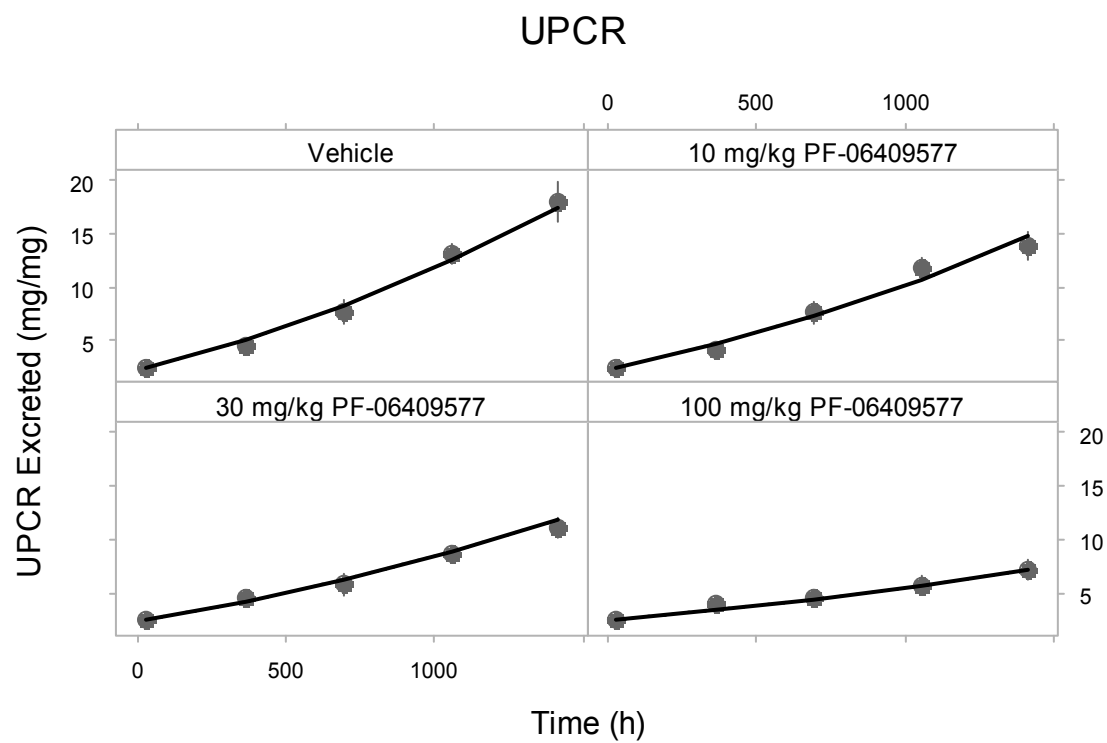 UPCR
0 500 1000
Vehicle
10 mg/kg PF-06409577
20
15
10
5
UPCR Excreted (mg/mg)
30 mg/kg PF-06409577
100 mg/kg PF-06409577
20
15
10
5
0 500 1000
Time (h)